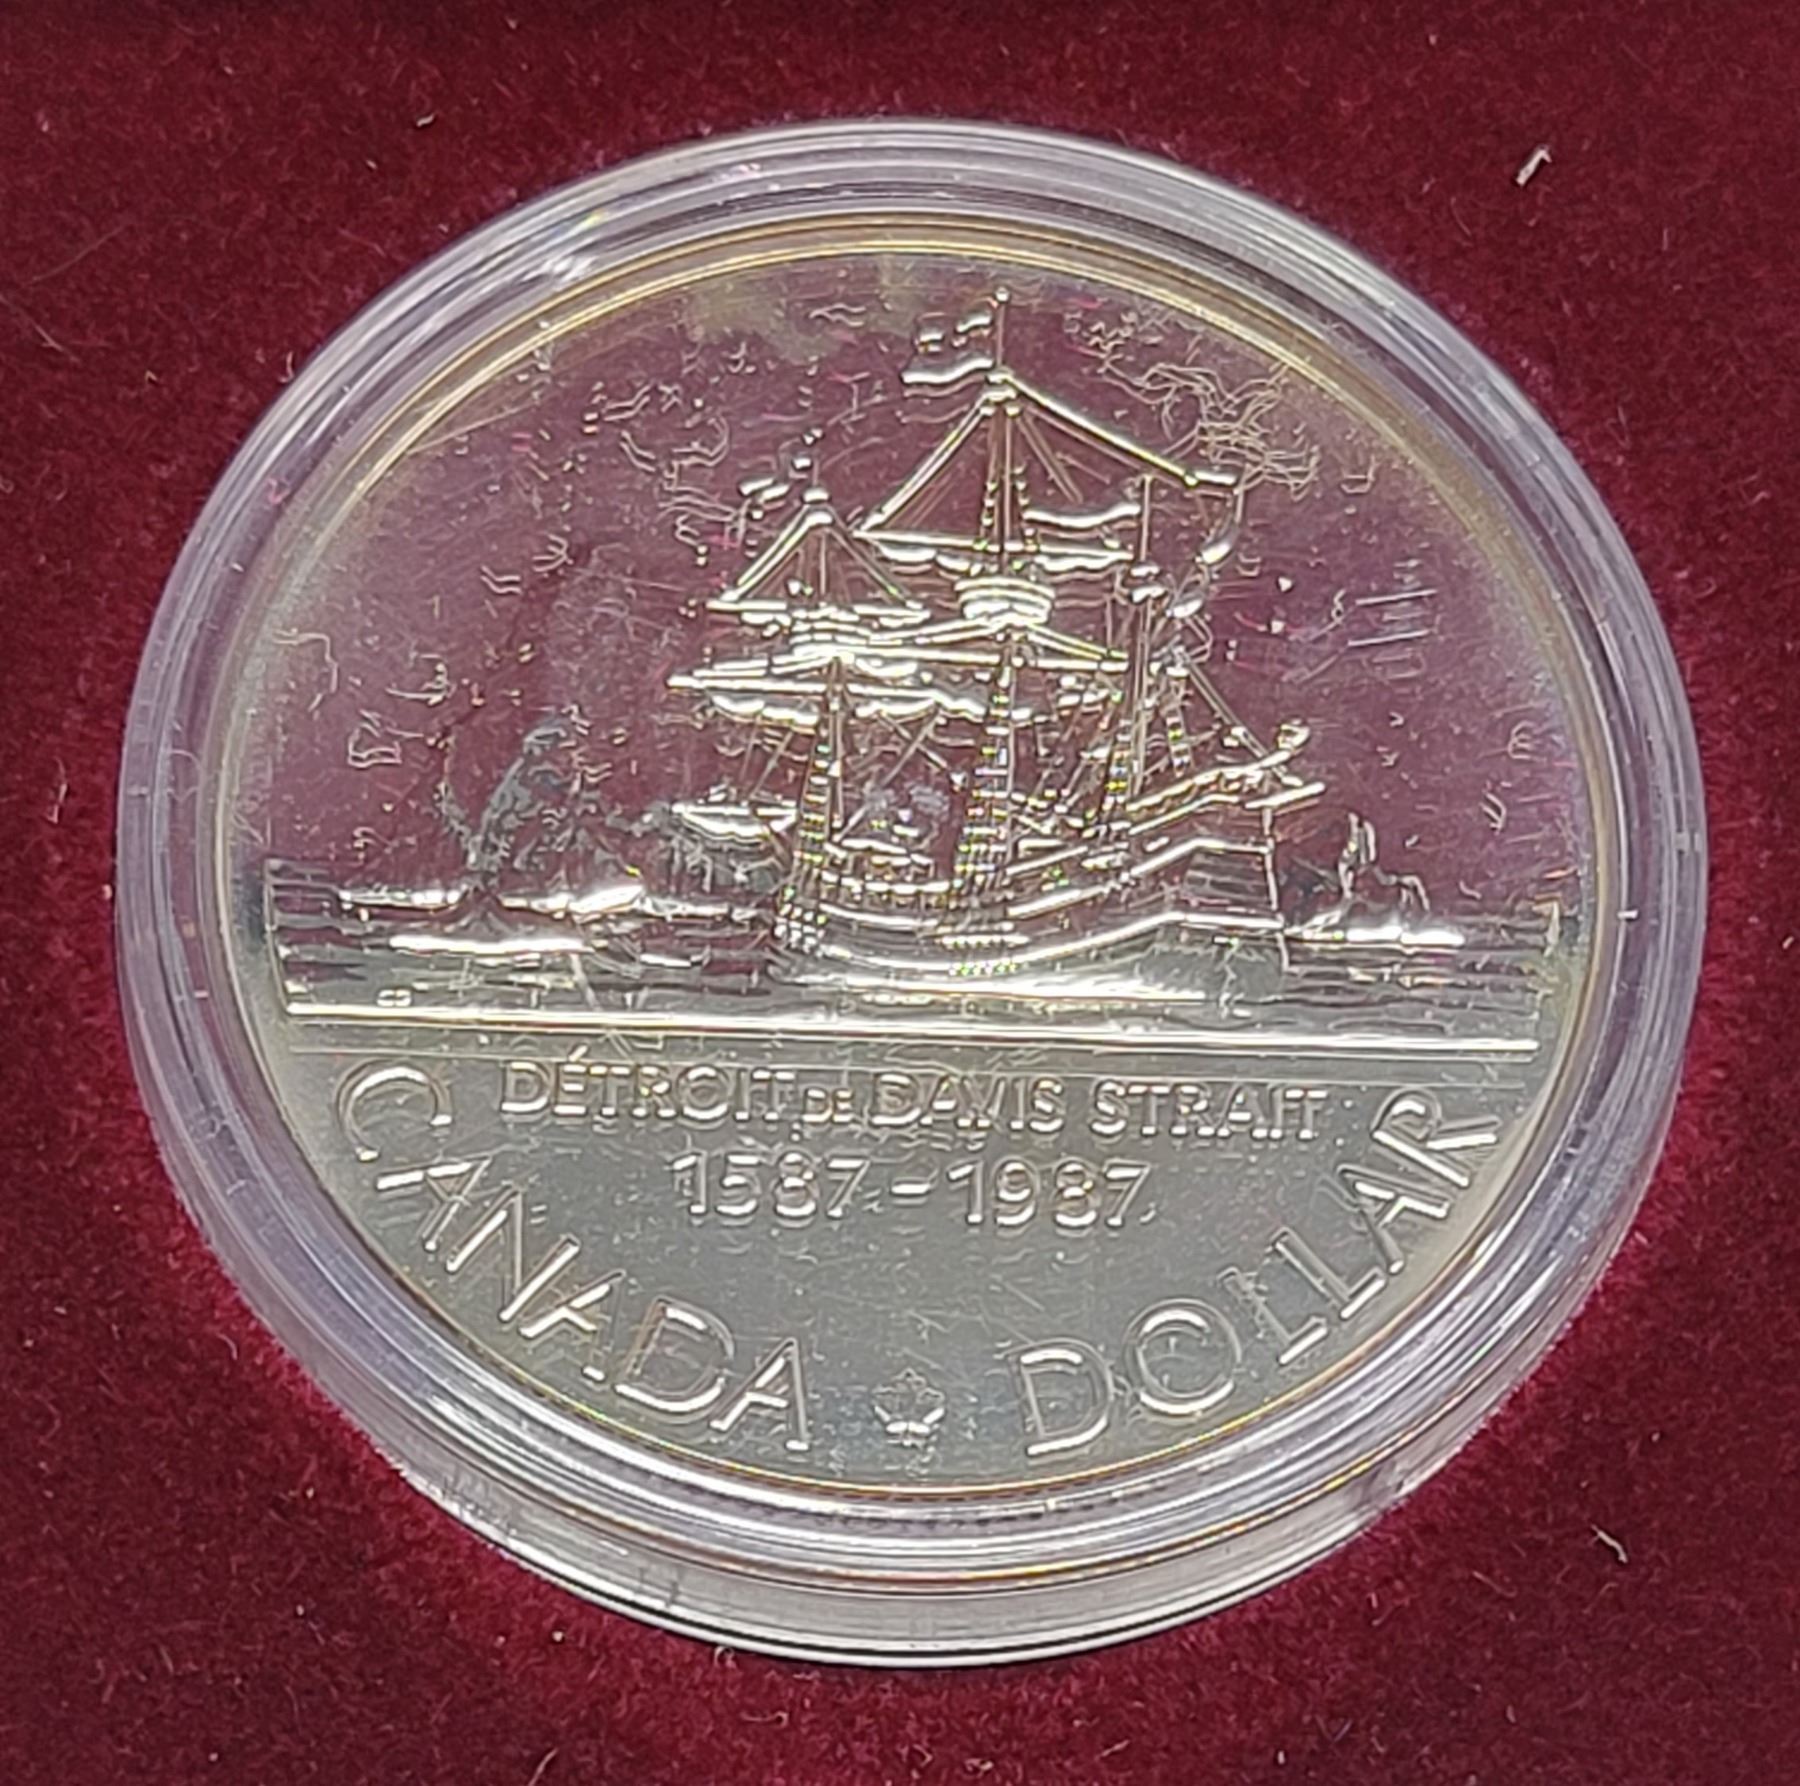 DÉTROIT DE DAVIS STRAIT
1587-1987
CANADA DOLLAR